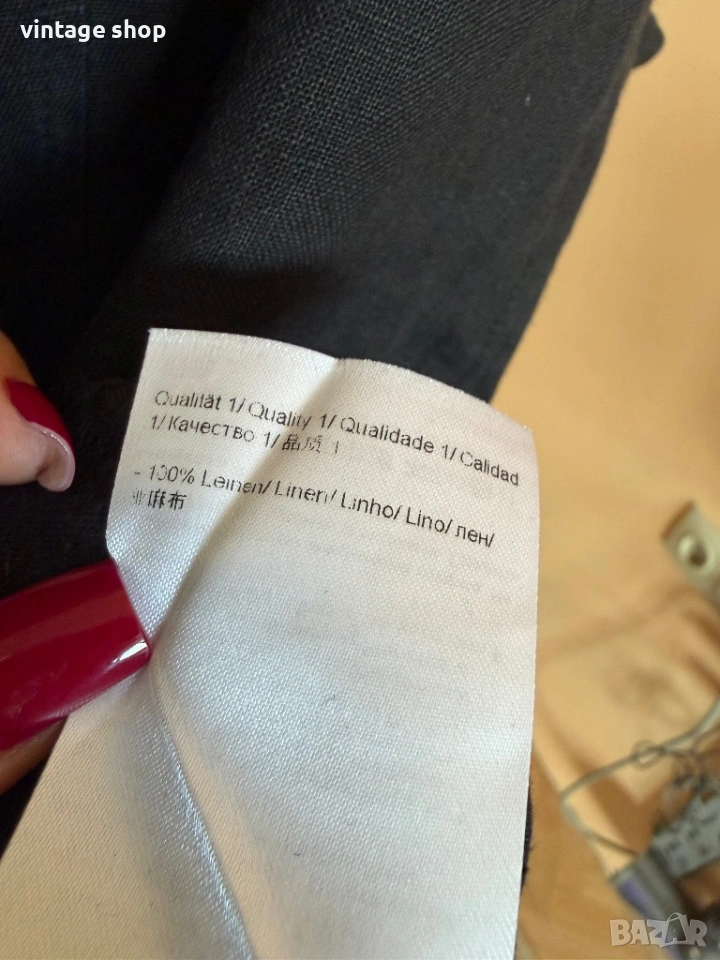 vintage shop
Qualität 1/ Quality 1/ Qualidade 1/ Calidad
1/ Качество 1/ 品质 1
- 100% Leinen/ Linen/ Linho/ Lino/ лен/
亚麻布
BAZAR